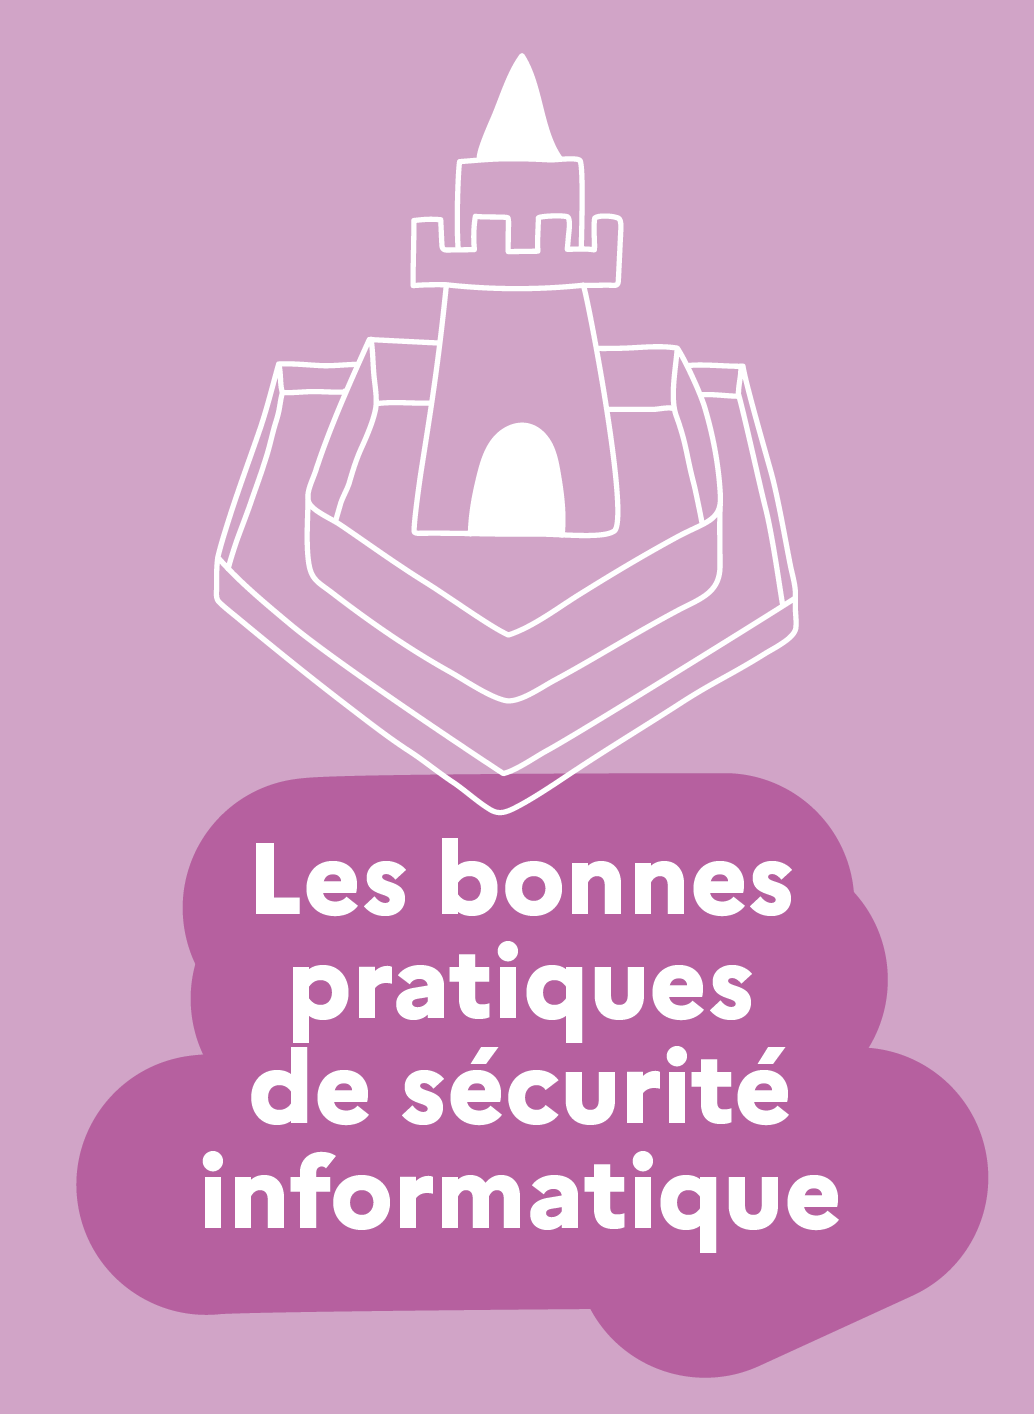 Les bonnes
pratiques
de sécurité
informatique